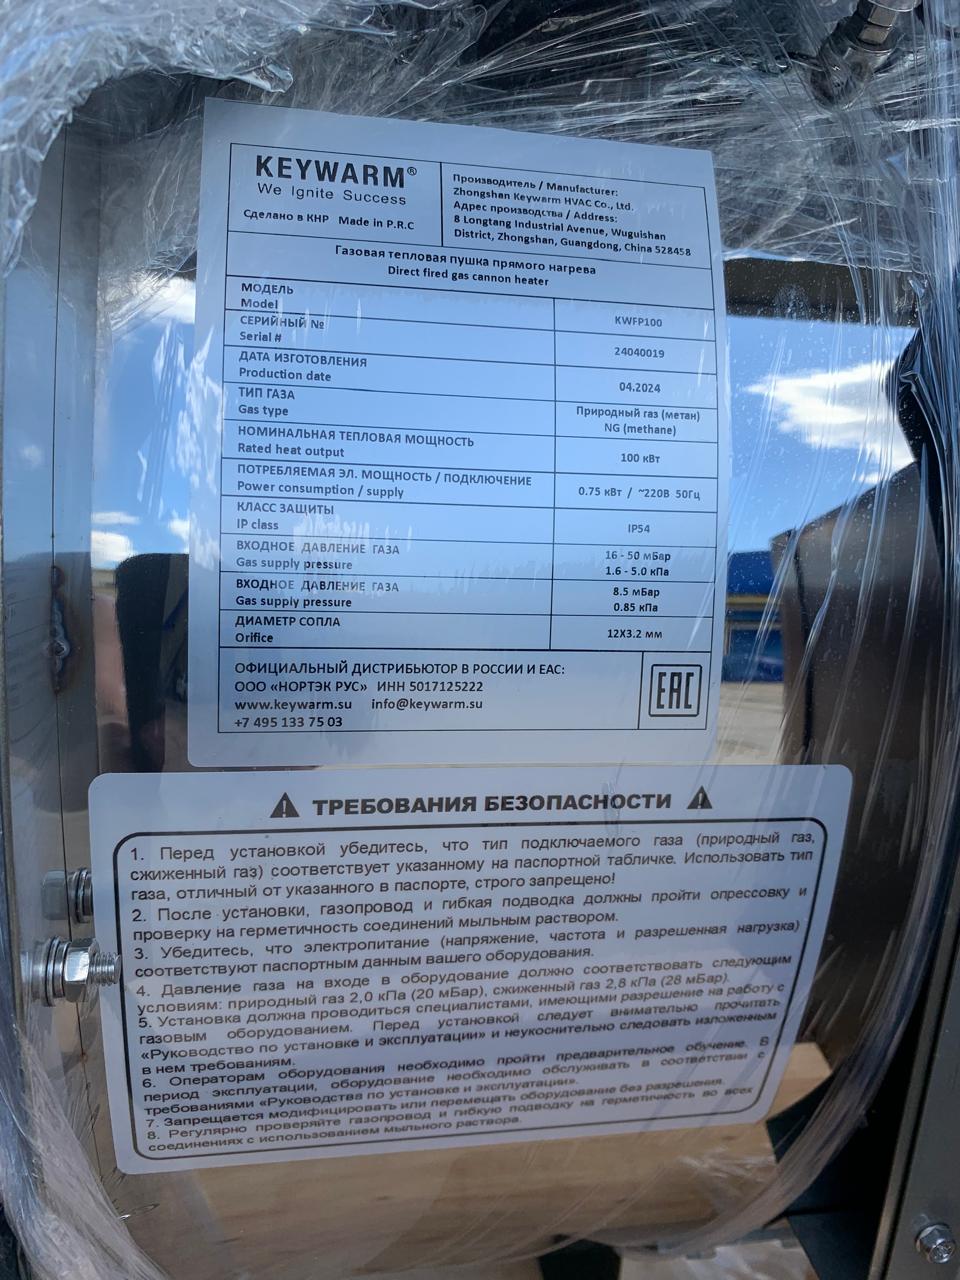 KEYWARM®
We Ignite Success
Сделано в КНР Made in P.R.C
Производитель / Manufacturer:
Zhongshan Keywarm HVAC Co., Ltd.
Адрес производства / Address:
8 Longtang Industrial Avenue, Wuguishan
District, Zhongshan, Guangdong, China 528458
Газовая тепловая пушка прямого нагрева
Direct fired gas cannon heater
МОДЕЛЬ
Model
KWFP100
СЕРИЙНЫЙ №
Serial #
24040019
ДАТА ИЗГОТОВЛЕНИЯ
Production date
04.2024
ТИП ГАЗА
Gas type
Природный газ (метан)
NG (methane)
НОМИНАЛЬНАЯ ТЕПЛОВАЯ МОЩНОСТЬ
Rated heat output
100 кВт
ПОТРЕБЛЯЕМАЯ ЭЛ. МОЩНОСТЬ / ПОДКЛЮЧЕНИЕ
Power consumption / supply
0.75 кВт / ~220В 50Гц
КЛАСС ЗАЩИТЫ
IP class
IP54
ВХОДНОЕ ДАВЛЕНИЕ ГАЗА
Gas supply pressure
16 - 50 мБар
1.6 - 5.0 кПа
ВХОДНОЕ ДАВЛЕНИЕ ГАЗА
Gas supply pressure
8.5 мБар
0.85 кПа
ДИАМЕТР СОПЛА
Orifice
12X3.2 мм
ОФИЦИАЛЬНЫЙ ДИСТРИБЬЮТОР В РОССИИ И ЕАС:
ООО «НОРТЭК РУС» ИНН 5017125222
www.keywarm.su info@keywarm.su
+7 495 133 75 03
EAC
ТРЕБОВАНИЯ БЕЗОПАСНОСТИ
1. Перед установкой убедитесь, что тип подключаемого газа (природный газ,
сжиженный газ) соответствует указанному на паспортной табличке. Использовать тип
газа, отличный от указанного в паспорте, строго запрещено!
2. После установки, газопровод и гибкая подводка должны пройти опрессовку и
проверку на герметичность соединений мыльным раствором.
3. Убедитесь, что электропитание (напряжение, частота и разрешенная нагрузка)
соответствуют паспортным данным вашего оборудования.
4. Давление газа на входе в оборудование должно соответствовать следующим
условиям: природный газ 2,0 кПа (20 мБар), сжиженный газ 2,8 кПа (28 мБар).
5. Установка должна проводиться специалистами, имеющими разрешение на работу с
газовым оборудованием. Перед установкой следует внимательно прочитать
«Руководство по установке и эксплуатации» и неукоснительно следовать изложенным
в нем требованиям.
6. Операторам оборудования необходимо пройти предварительное обучение. В
период эксплуатации, оборудование необходимо обслуживать в соответствии с
требованиями «Руководства по установке и эксплуатации».
7. Запрещается модифицировать или перемещать оборудование без разрешения.
8. Регулярно проверяйте газопровод и гибкую подводку на герметичность во всех
соединениях с использованием мыльного раствора.